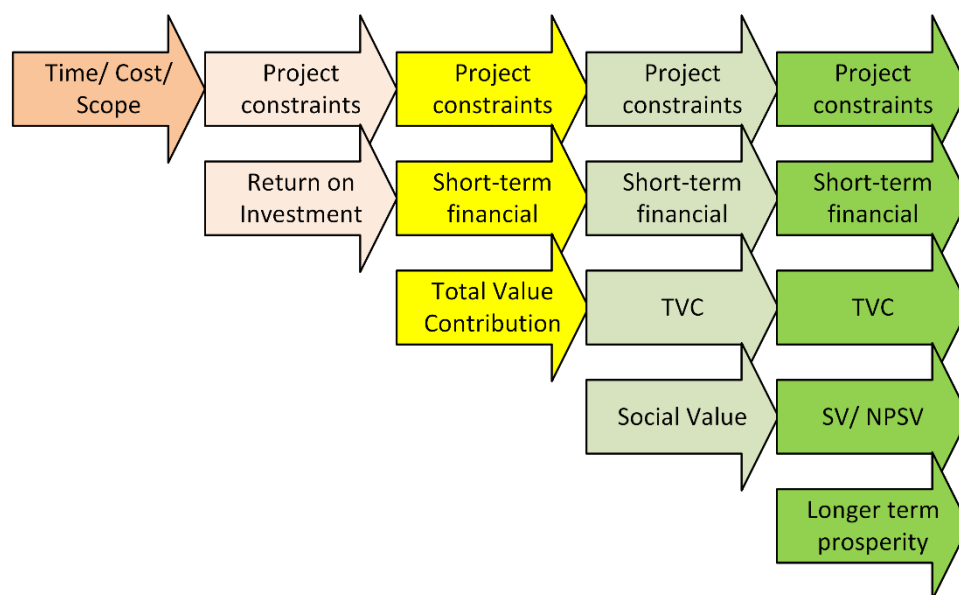 Time/ Cost/
Scope
Project
constraints
Project
constraints
Project
constraints
Project
constraints
Return on
Investment
Short-term
financial
Short-term
financial
Short-term
financial
Total Value
Contribution
TVC
TVC
Social Value
SV/ NPSV
Longer term
prosperity